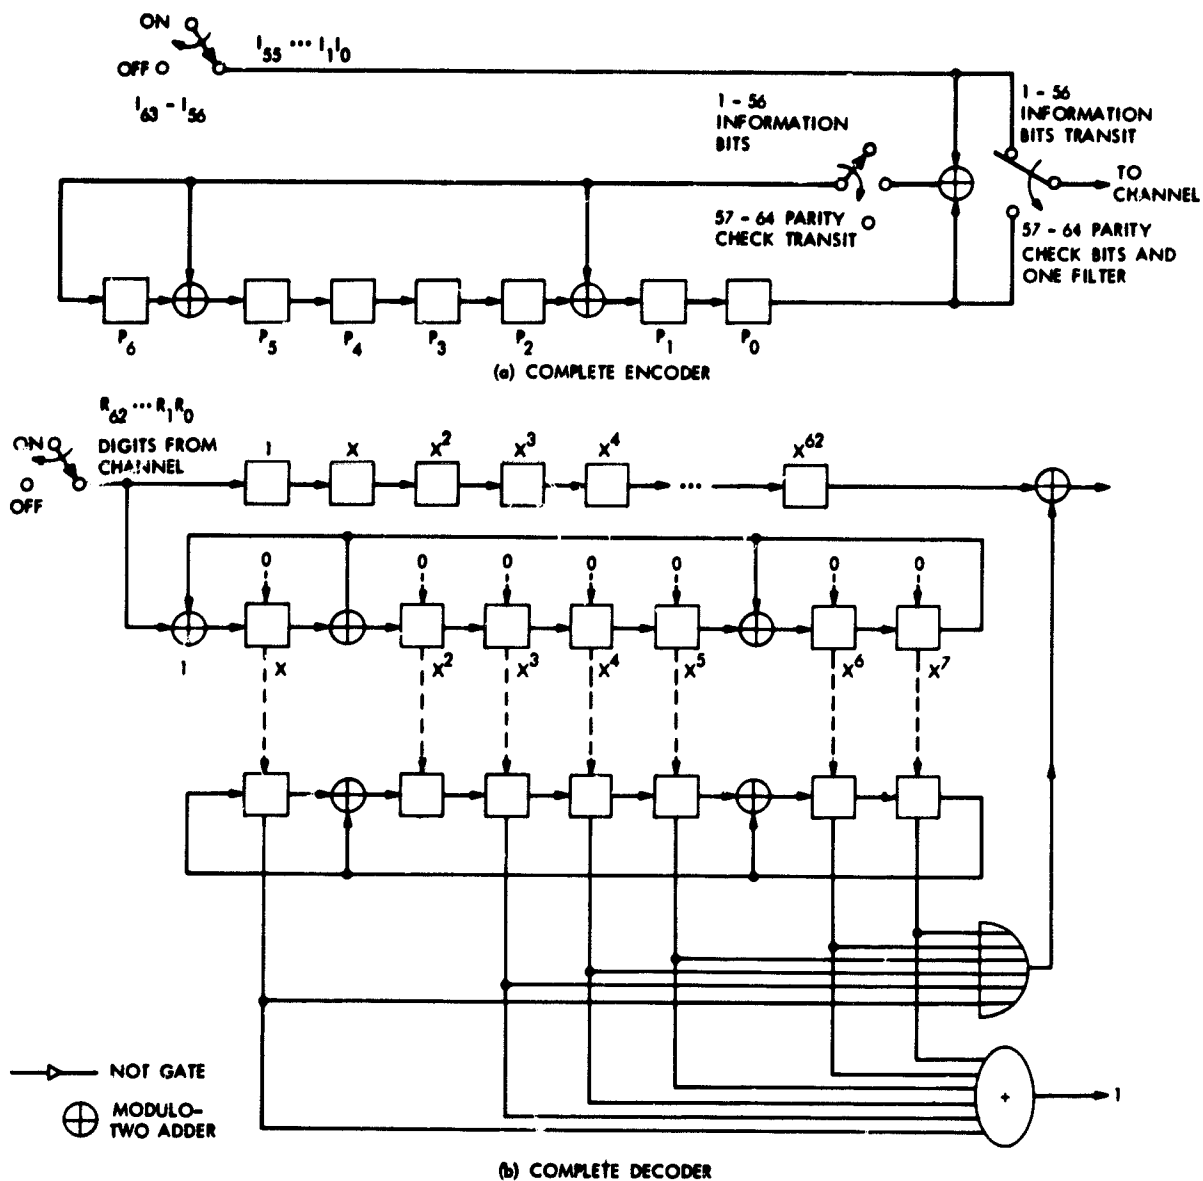 ON
OFF
I55 ... I1I0
I63 - I56
1 - 56
INFORMATION
BITS
1 - 56
INFORMATION
BITS TRANSIT
TO
CHANNEL
57 - 64 PARITY
CHECK TRANSIT
57 - 64 PARITY
CHECK BITS AND
ONE FILTER
P6
P5
P4
P3
P2
P1
P0
(a) COMPLETE ENCODER
R62 ... R1R0
ON
DIGITS FROM
CHANNEL
OFF
1
X
X2
X3
X4
...
X62
0
0
0
0
0
0
0
1
X
X2
X3
X4
X5
X6
X7
NOT GATE
MODULO-
TWO ADDER
+
1
(b) COMPLETE DECODER